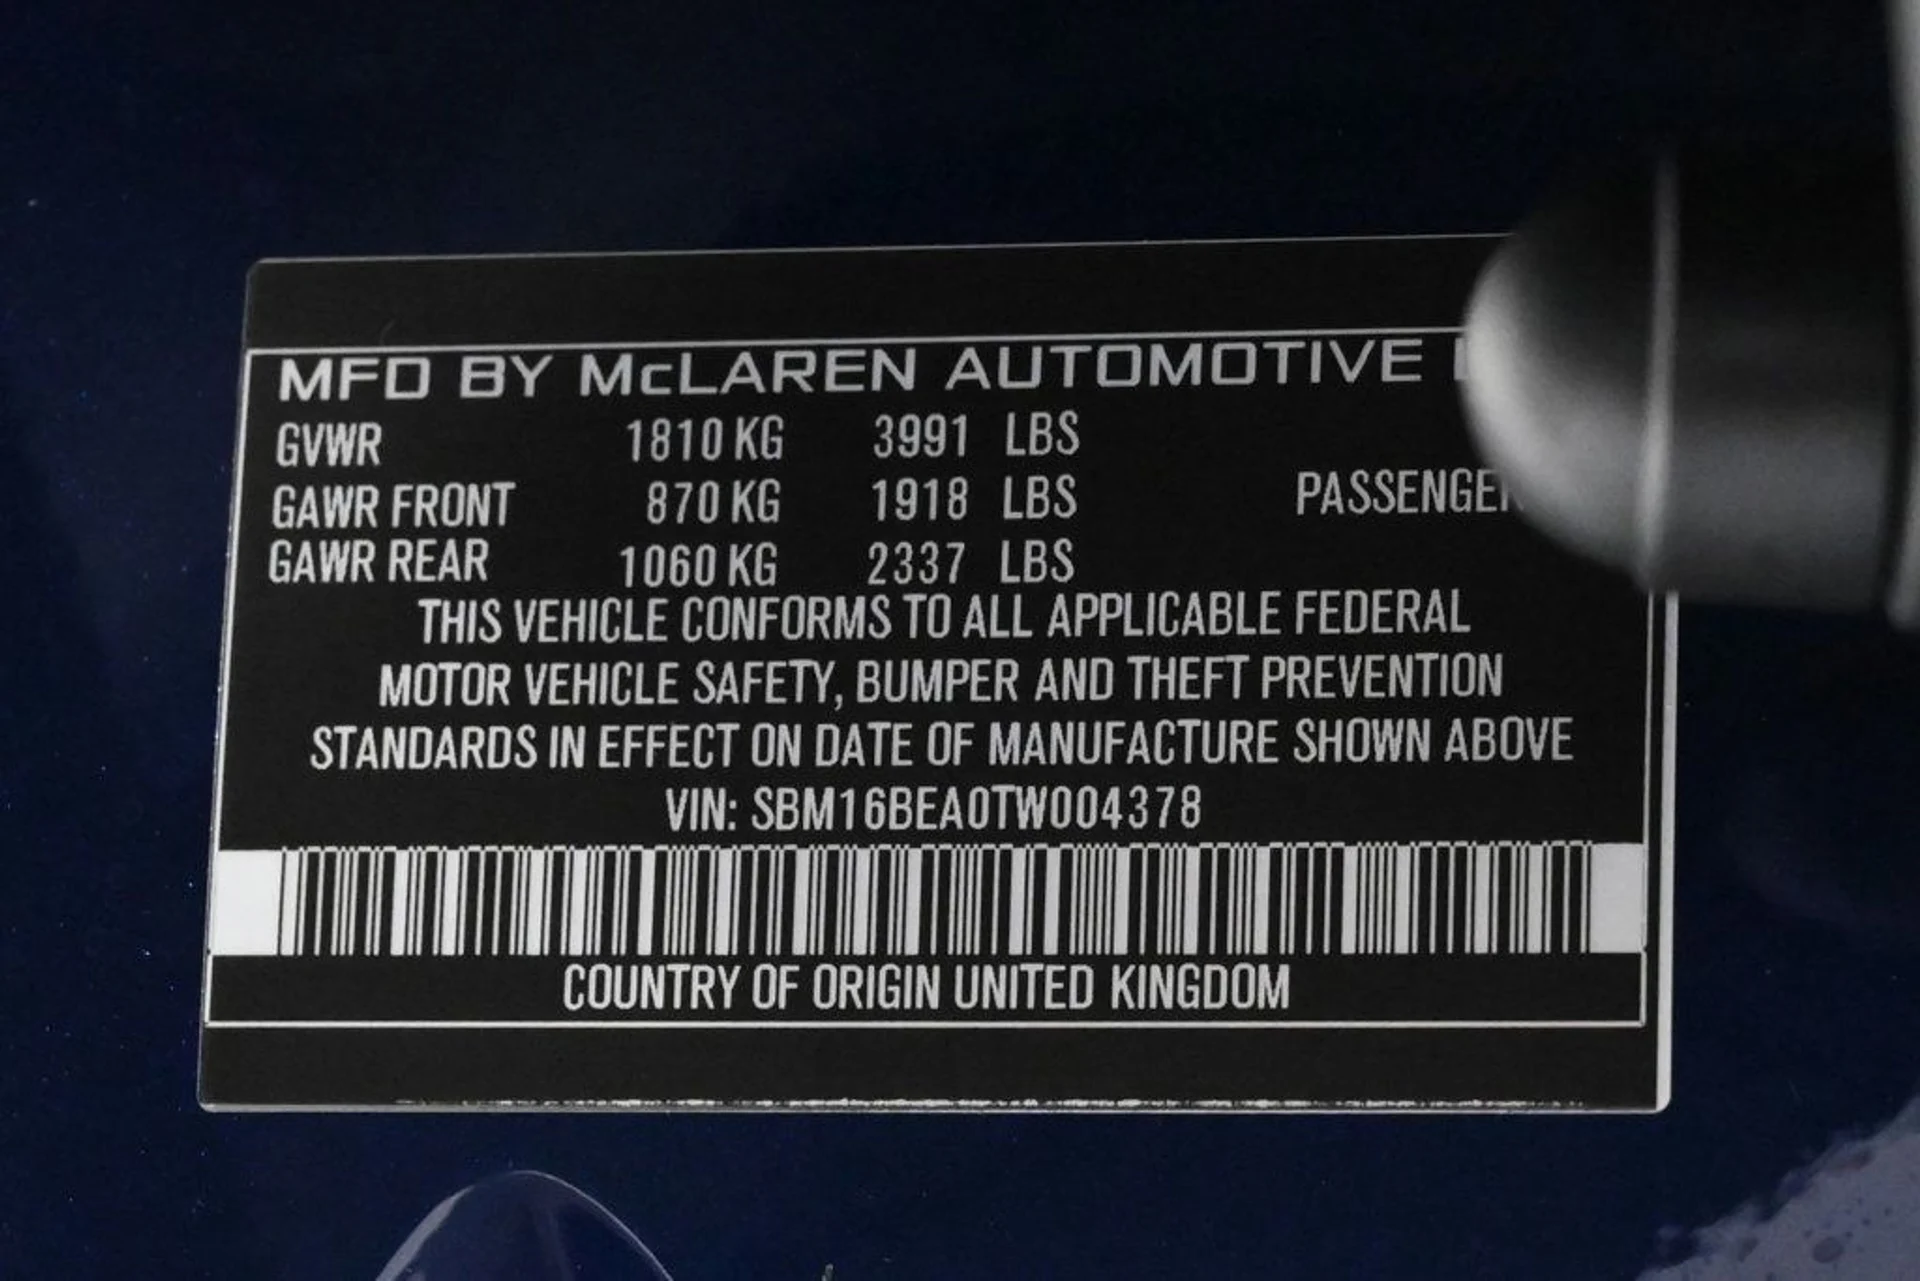 MFD BY McLAREN AUTOMOTIVE
GVWR 1810 KG 3991 LBS
GAWR FRONT 870 KG 1918 LBS PASSENGER
GAWR REAR 1060 KG 2337 LBS
THIS VEHICLE CONFORMS TO ALL APPLICABLE FEDERAL
MOTOR VEHICLE SAFETY, BUMPER AND THEFT PREVENTION
STANDARDS IN EFFECT ON DATE OF MANUFACTURE SHOWN ABOVE
VIN: SBM16BEA0TW004378
COUNTRY OF ORIGIN UNITED KINGDOM